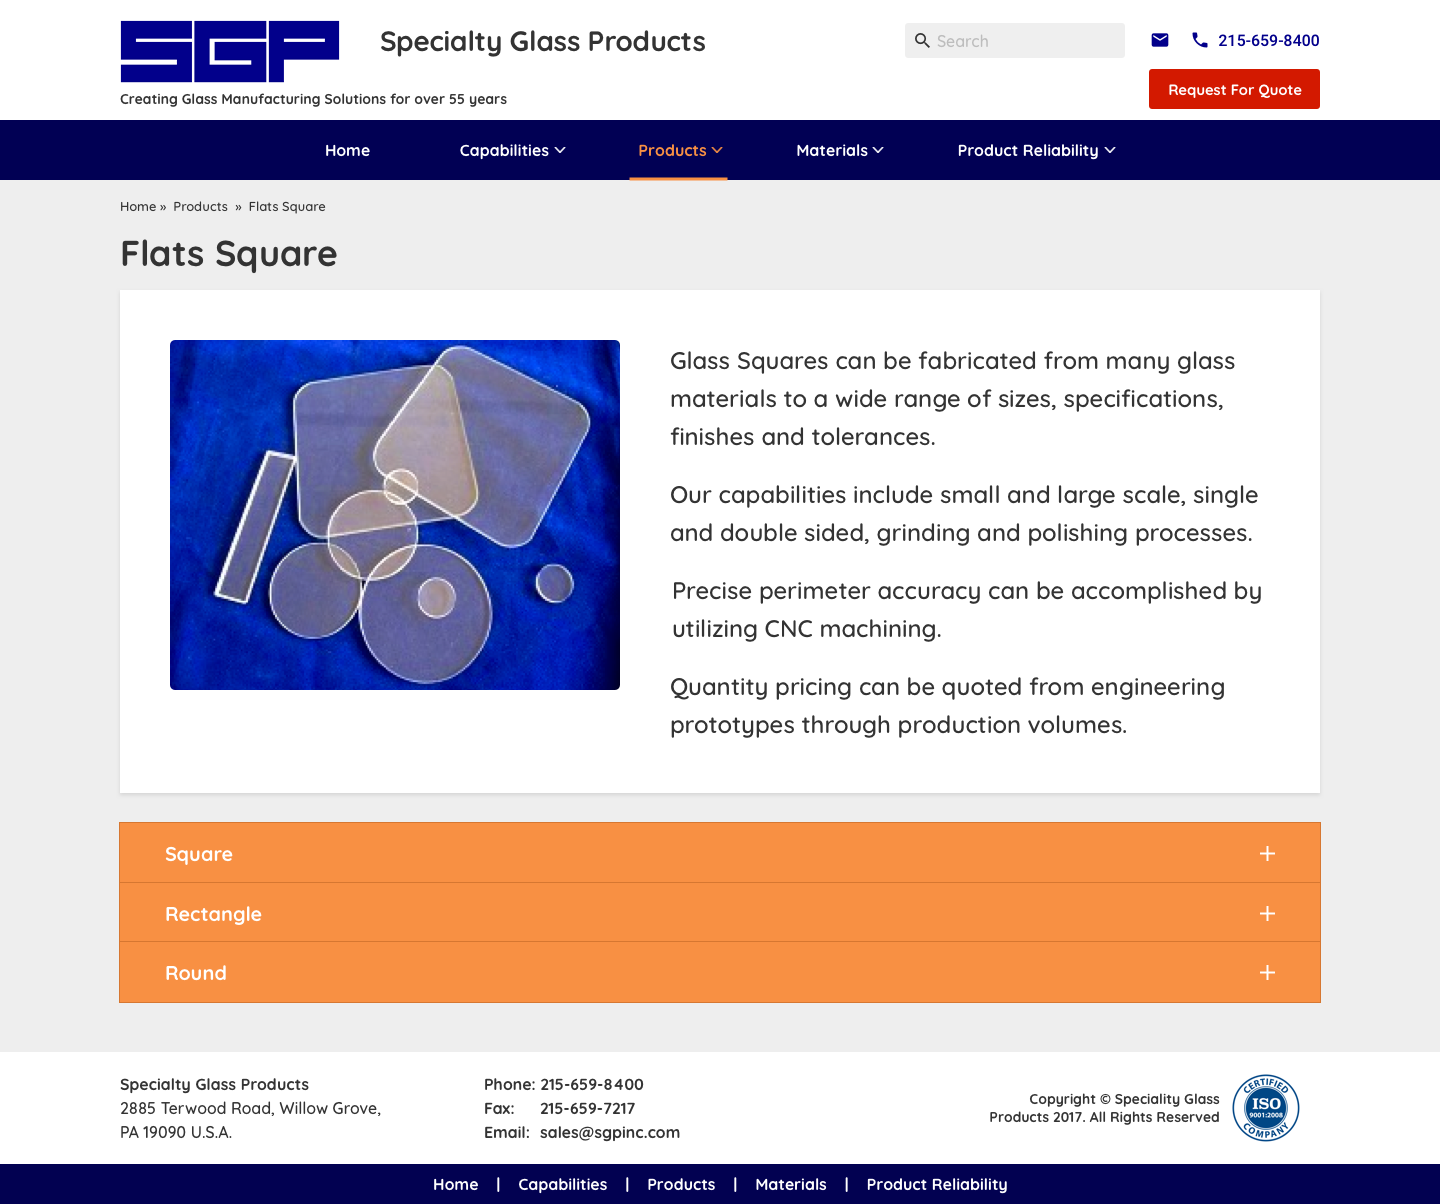 SGP
Specialty Glass Products
Search
215-659-8400
Creating Glass Manufacturing Solutions for over 55 years
Request For Quote
Home
Capabilities
Products
Materials
Product Reliability
Home » Products » Flats Square
Flats Square
Glass Squares can be fabricated from many glass
materials to a wide range of sizes, specifications,
finishes and tolerances.
Our capabilities include small and large scale, single
and double sided, grinding and polishing processes.
Precise perimeter accuracy can be accomplished by
utilizing CNC machining.
Quantity pricing can be quoted from engineering
prototypes through production volumes.
Square
Rectangle
Round
Specialty Glass Products
2885 Terwood Road, Willow Grove,
PA 19090 U.S.A.
Phone: 215-659-8400
Fax: 215-659-7217
Email: sales@sgpinc.com
Copyright © Speciality Glass
Products 2017. All Rights Reserved
CERTIFIED
ISO
9001:2008
COMPANY
Home | Capabilities | Products | Materials | Product Reliability